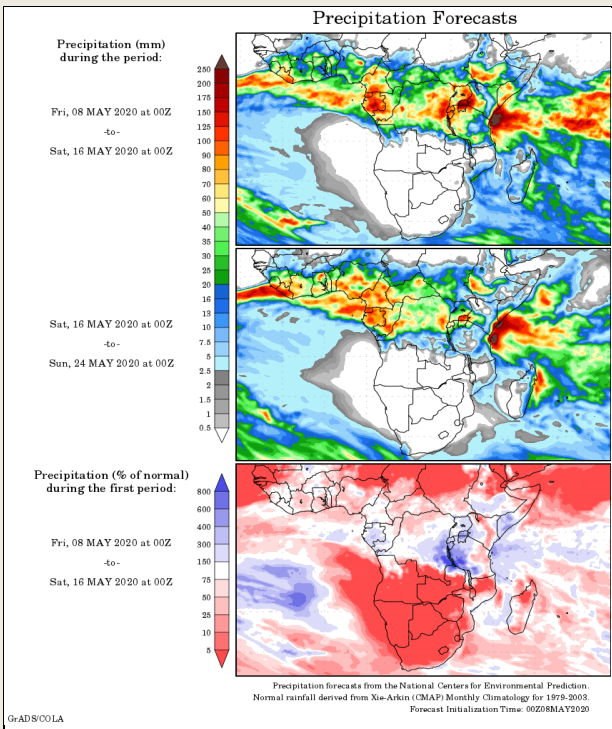 Precipitation Forecasts
Precipitation (mm)
during the period:
Fri, 08 MAY 2020 at 00Z
-to-
Sat, 16 MAY 2020 at 00Z
250
200
175
150
125
100
90
80
70
60
50
40
35
30
25
20
16
13
10
7.5
5
2.5
2
1.5
1
0.5
Sat, 16 MAY 2020 at 00Z
-to-
Sun, 24 MAY 2020 at 00Z
Precipitation (% of normal)
during the first period:
Fri, 08 MAY 2020 at 00Z
-to-
Sat, 16 MAY 2020 at 00Z
800
600
400
300
150
75
50
25
10
5
Precipitation forecasts from the National Centers for Environmental Prediction.
Normal rainfall derived from Xie-Arkin (CMAP) Monthly Climatology for 1979-2003.
Forecast Initialization Time: 00Z08MAY2020
GrADS/COLA